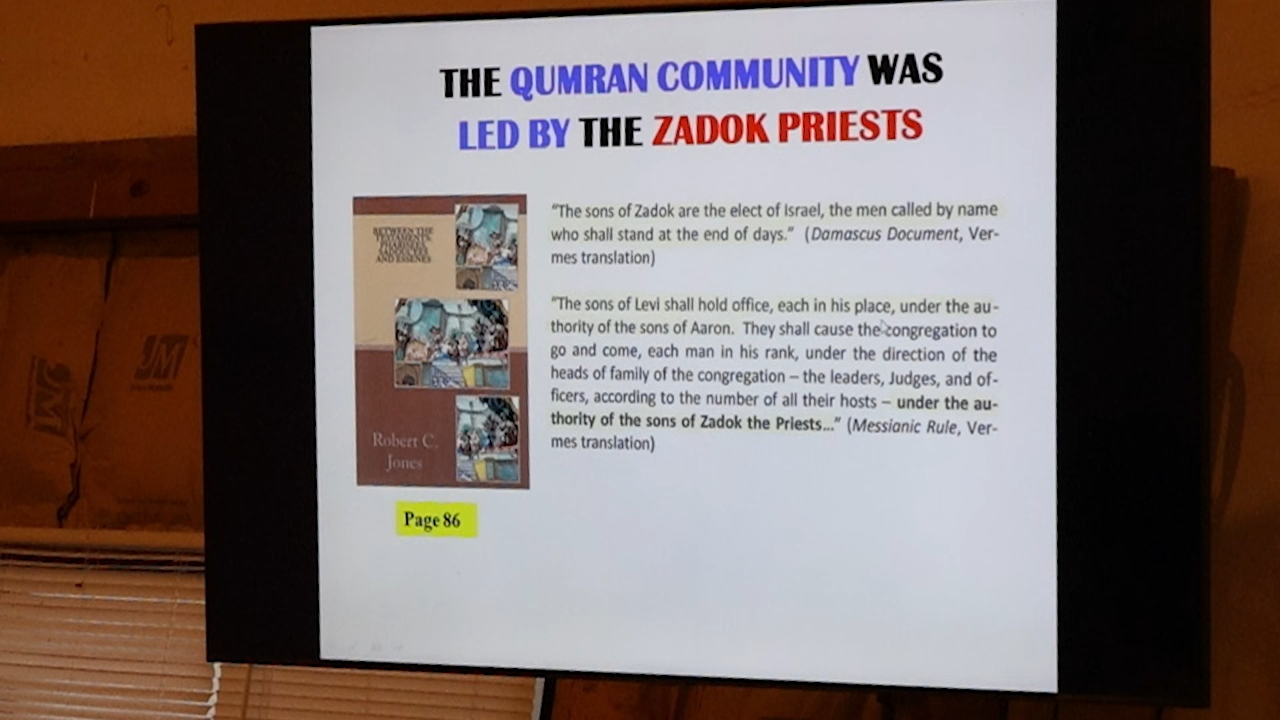 THE QUMRAN COMMUNITY WAS
LED BY THE ZADOK PRIESTS
BETWEEN THE
TESTAMENTS:
PHARISEES,
SADDUCEES
AND ESSENES
Robert C.
Jones
Page 86
“The sons of Zadok are the elect of Israel, the men called by name
who shall stand at the end of days.” (Damascus Document, Ver-
mes translation)
“The sons of Levi shall hold office, each in his place, under the au-
thority of the sons of Aaron. They shall cause the congregation to
go and come, each man in his rank, under the direction of the
heads of family of the congregation – the leaders, Judges, and of-
ficers, according to the number of all their hosts – under the au-
thority of the sons of Zadok the Priests...” (Messianic Rule, Ver-
mes translation)
JM
JM